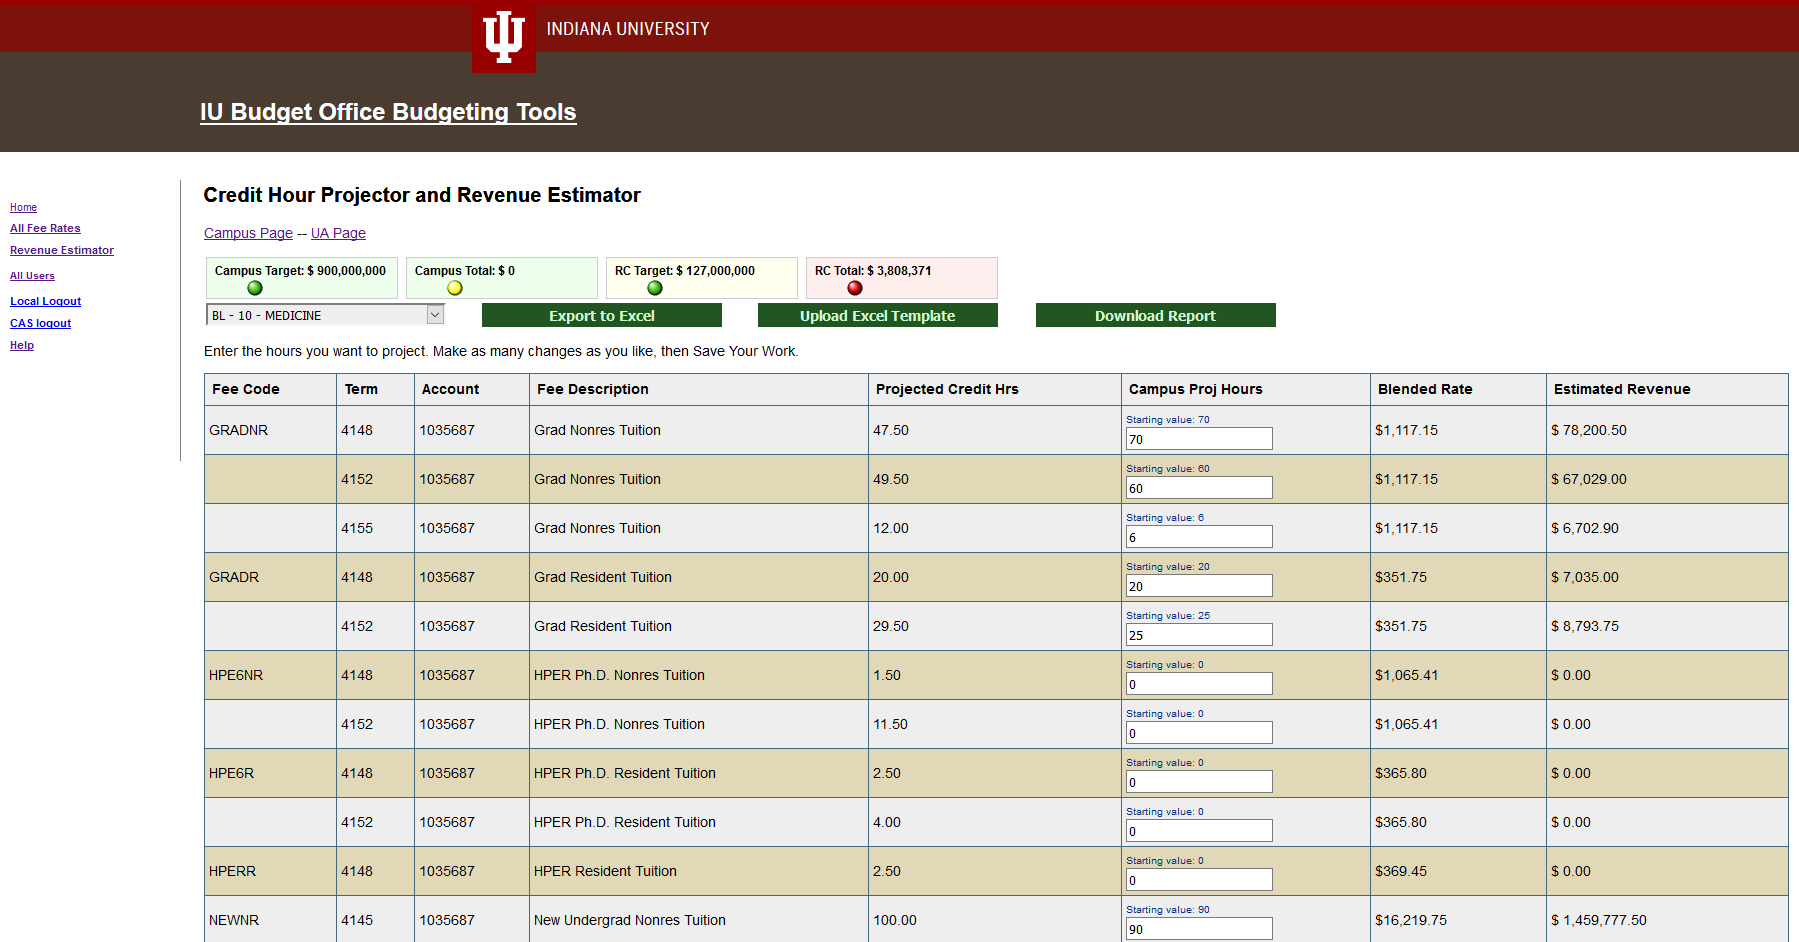 INDIANA UNIVERSITY
IU Budget Office Budgeting Tools
Home
All Fee Rates
Revenue Estimator
All Users
Local Logout
CAS logout
Help
Credit Hour Projector and Revenue Estimator
Campus Page -- UA Page
Campus Target: $ 900,000,000 Campus Total: $ 0 RC Target: $ 127,000,000 RC Total: $ 3,808,371
BL - 10 - MEDICINE Export to Excel Upload Excel Template Download Report
Enter the hours you want to project. Make as many changes as you like, then Save Your Work.
Fee Code Term Account Fee Description Projected Credit Hrs Campus Proj Hours Blended Rate Estimated Revenue
Starting value: 70
GRADNR 4148 1035687 Grad Nonres Tuition 47.50 70 $1,117.15 $ 78,200.50
Starting value: 60
4152 1035687 Grad Nonres Tuition 49.50 60 $1,117.15 $ 67,029.00
Starting value: 6
4155 1035687 Grad Nonres Tuition 12.00 6 $1,117.15 $ 6,702.90
Starting value: 20
GRADR 4148 1035687 Grad Resident Tuition 20.00 20 $351.75 $ 7,035.00
Starting value: 25
4152 1035687 Grad Resident Tuition 29.50 25 $351.75 $ 8,793.75
Starting value: 0
HPE6NR 4148 1035687 HPER Ph.D. Nonres Tuition 1.50 0 $1,065.41 $ 0.00
Starting value: 0
4152 1035687 HPER Ph.D. Nonres Tuition 11.50 0 $1,065.41 $ 0.00
Starting value: 0
HPE6R 4148 1035687 HPER Ph.D. Resident Tuition 2.50 0 $365.80 $ 0.00
Starting value: 0
4152 1035687 HPER Ph.D. Resident Tuition 4.00 0 $365.80 $ 0.00
Starting value: 0
HPERR 4148 1035687 HPER Resident Tuition 2.50 0 $369.45 $ 0.00
Starting value: 90
NEWNR 4145 1035687 New Undergrad Nonres Tuition 100.00 90 $16,219.75 $ 1,459,777.50